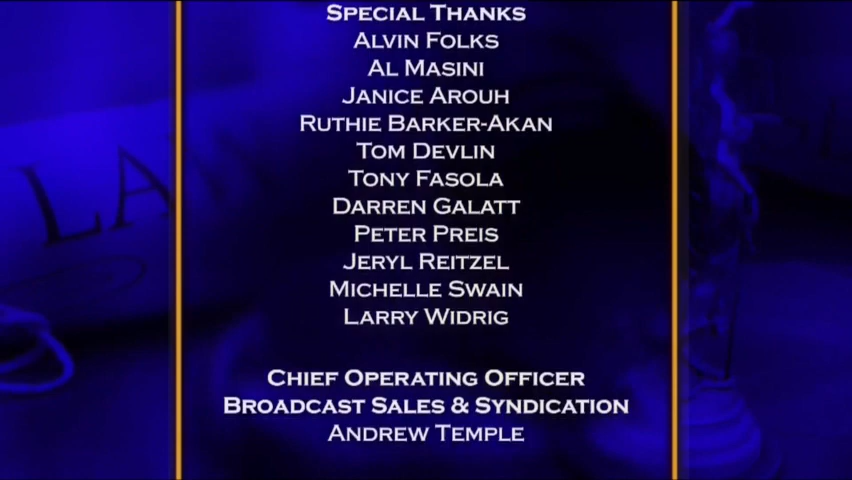 SPECIAL THANKS
ALVIN FOLKS
AL MASINI
JANICE AROUH
RUTHIE BARKER-AKAN
TOM DEVLIN
TONY FASOLA
DARREN GALATT
PETER PREIS
JERYL REITZEL
MICHELLE SWAIN
LARRY WIDRIG
CHIEF OPERATING OFFICER
BROADCAST SALES & SYNDICATION
ANDREW TEMPLE
LA